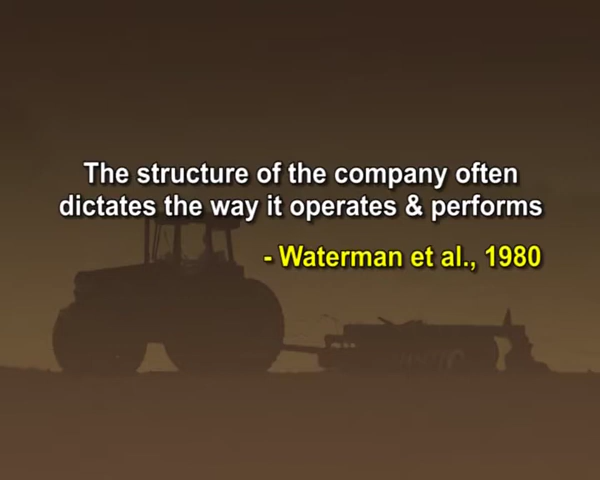 The structure of the company often
dictates the way it operates & performs
- Waterman et al., 1980